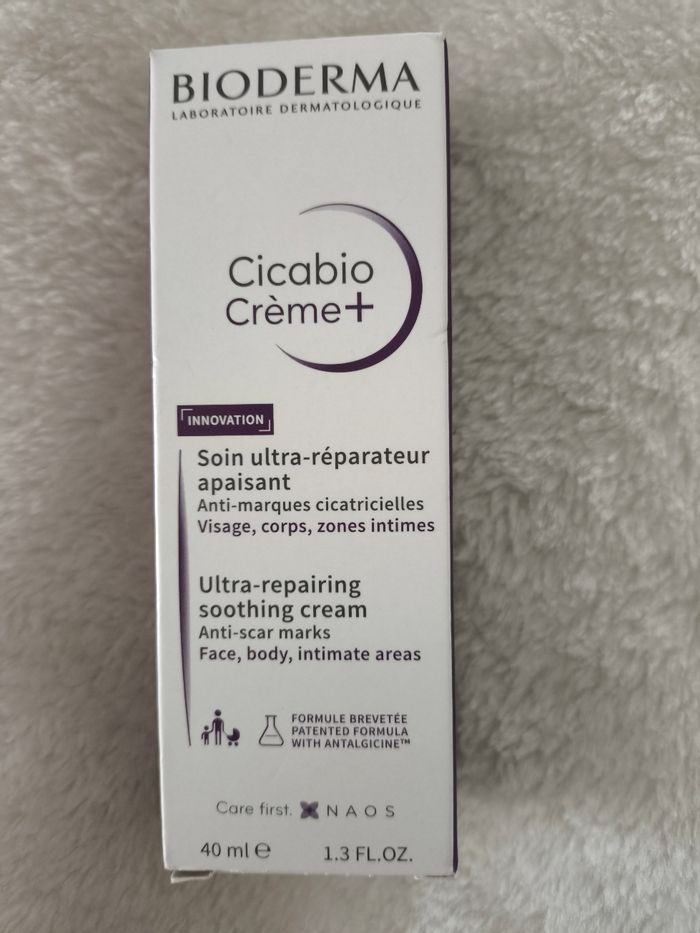 BIODERMA
LABORATOIRE DERMATOLOGIQUE
Cicabio
Crème+
INNOVATION
Soin ultra-réparateur
apaisant
Anti-marques cicatricielles
Visage, corps, zones intimes
Ultra-repairing
soothing cream
Anti-scar marks
Face, body, intimate areas
FORMULE BREVETÉE
PATENTED FORMULA
WITH ANTALGICINE™
Care first. NAOS
40 ml ℮ 1.3 FL.OZ.